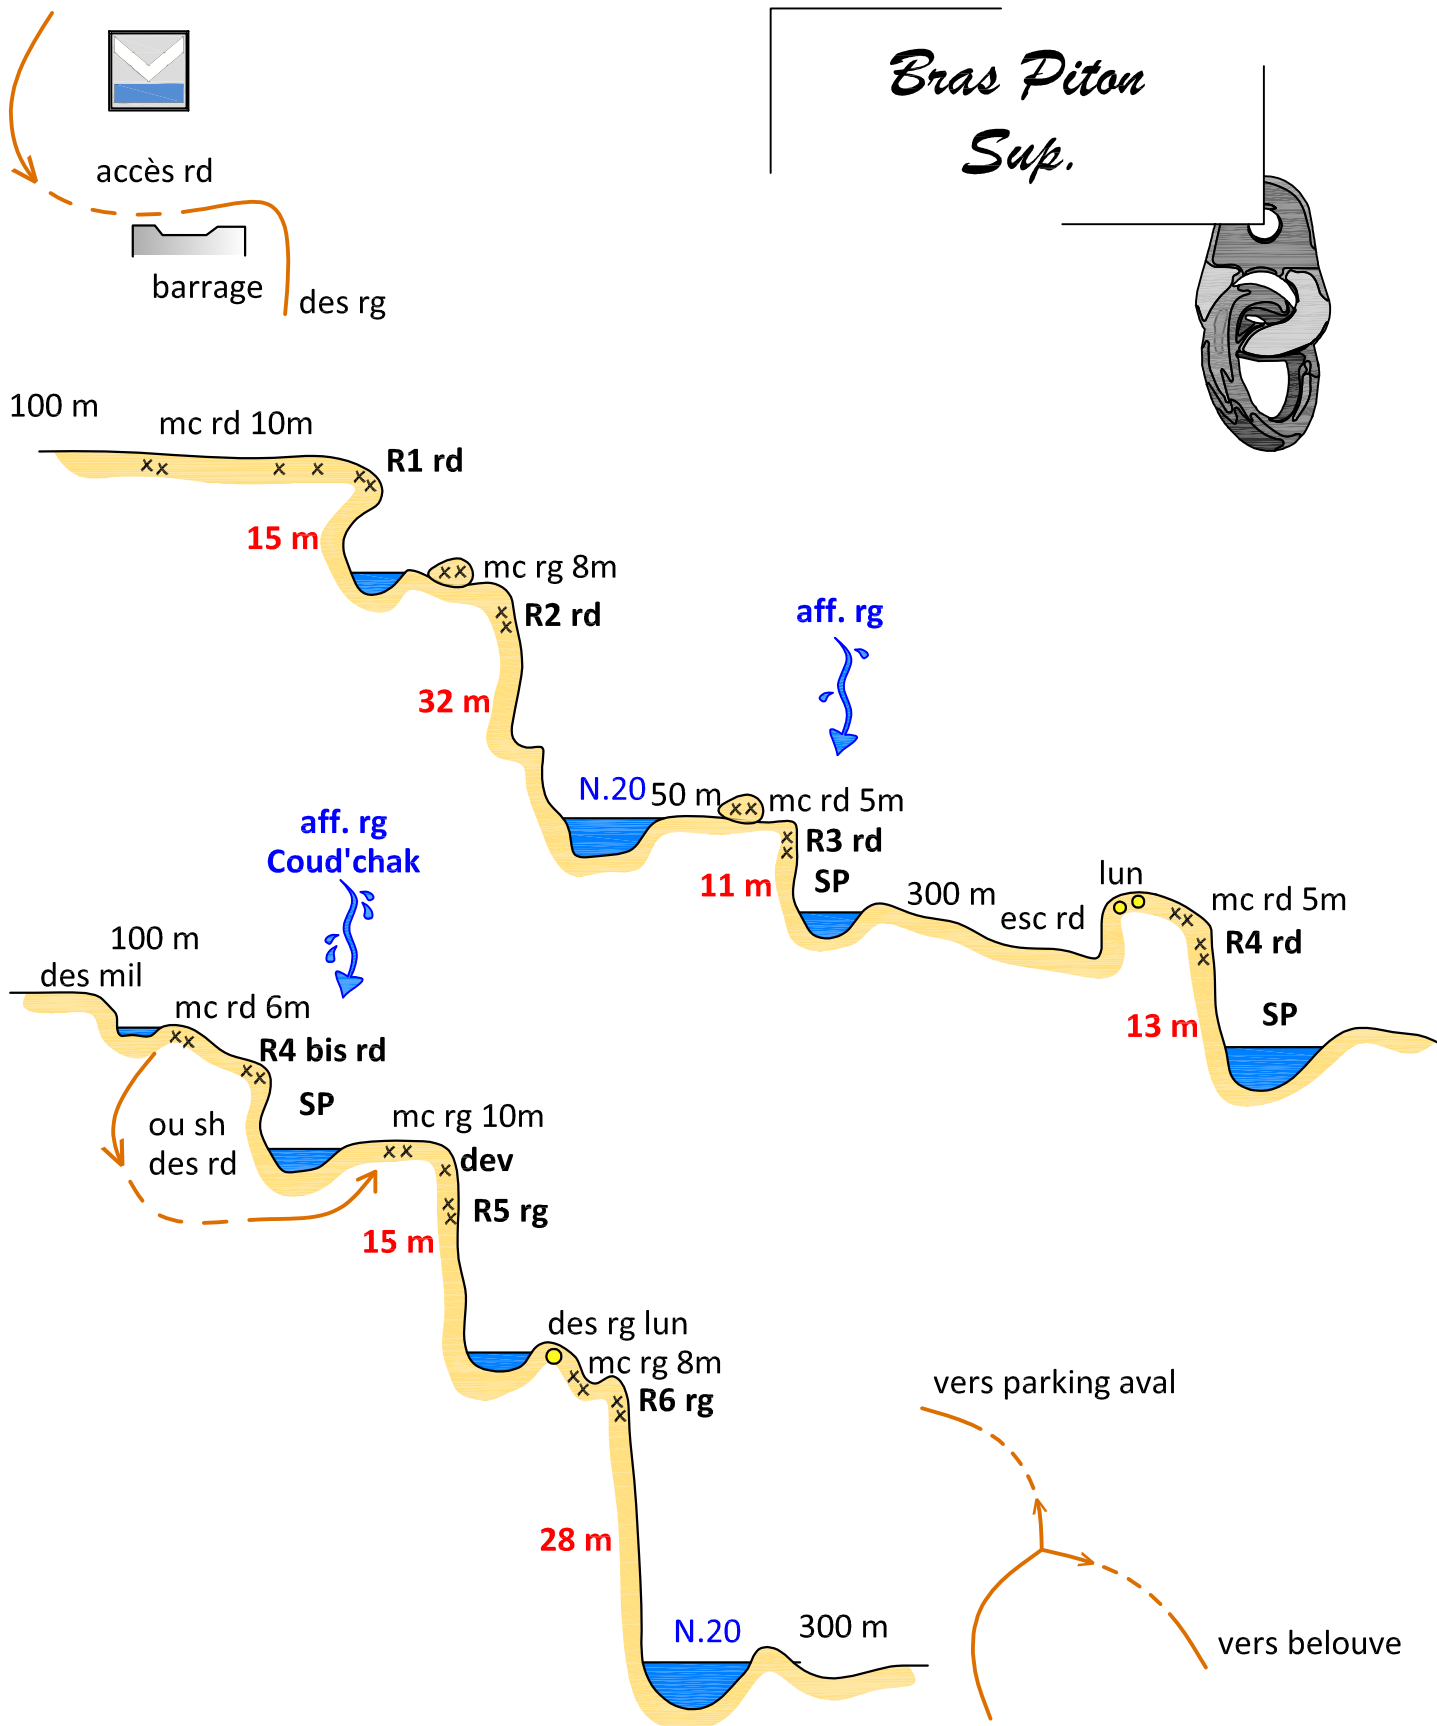 Bras Piton
Sup.
accès rd
barrage
des rg
100 m
mc rd 10m
R1 rd
15 m
mc rg 8m
R2 rd
32 m
aff. rg
N.20
50 m
mc rd 5m
R3 rd
SP
11 m
300 m
esc rd
lun
mc rd 5m
R4 rd
13 m
SP
aff. rg
Coud'chak
100 m
des mil
mc rd 6m
R4 bis rd
SP
ou sh
des rd
mc rg 10m
dev
R5 rg
15 m
des rg lun
mc rg 8m
R6 rg
28 m
N.20
300 m
vers parking aval
vers belouve